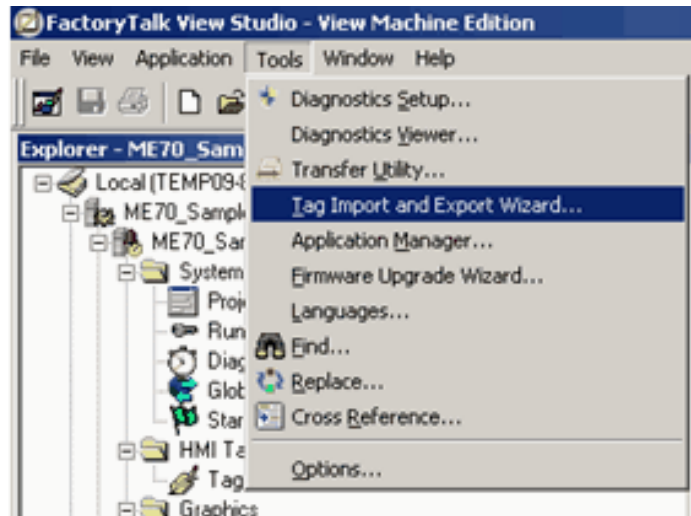 FactoryTalk View Studio - View Machine Edition
File View Application Tools Window Help
Explorer - ME70_Sam
Local (TEMP09-8
ME70_Sampl
ME70_Sar
System
Proj
Run
Diag
Glob
Star
HMI Ta
Tag
Graphics
Diagnostics Setup...
Diagnostics Viewer...
Transfer Utility...
Tag Import and Export Wizard...
Application Manager...
Firmware Upgrade Wizard...
Languages...
Find...
Replace...
Cross Reference...
Options...